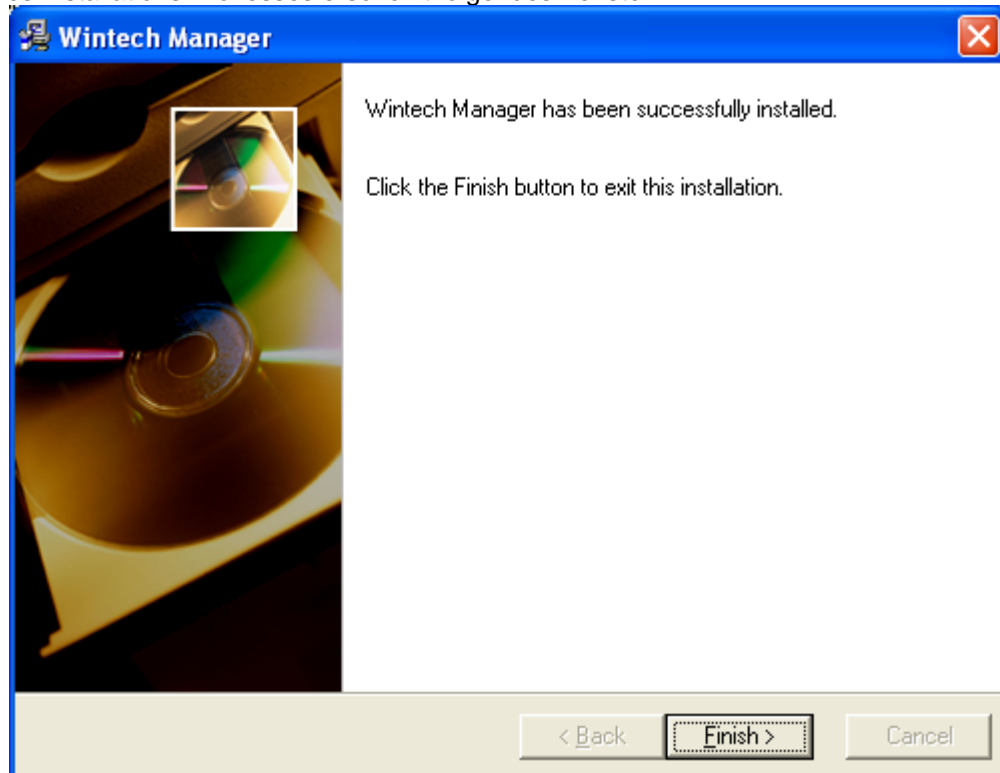 Wintech Manager
Wintech Manager has been successfully installed.
Click the Finish button to exit this installation.
< Back Finish > Cancel